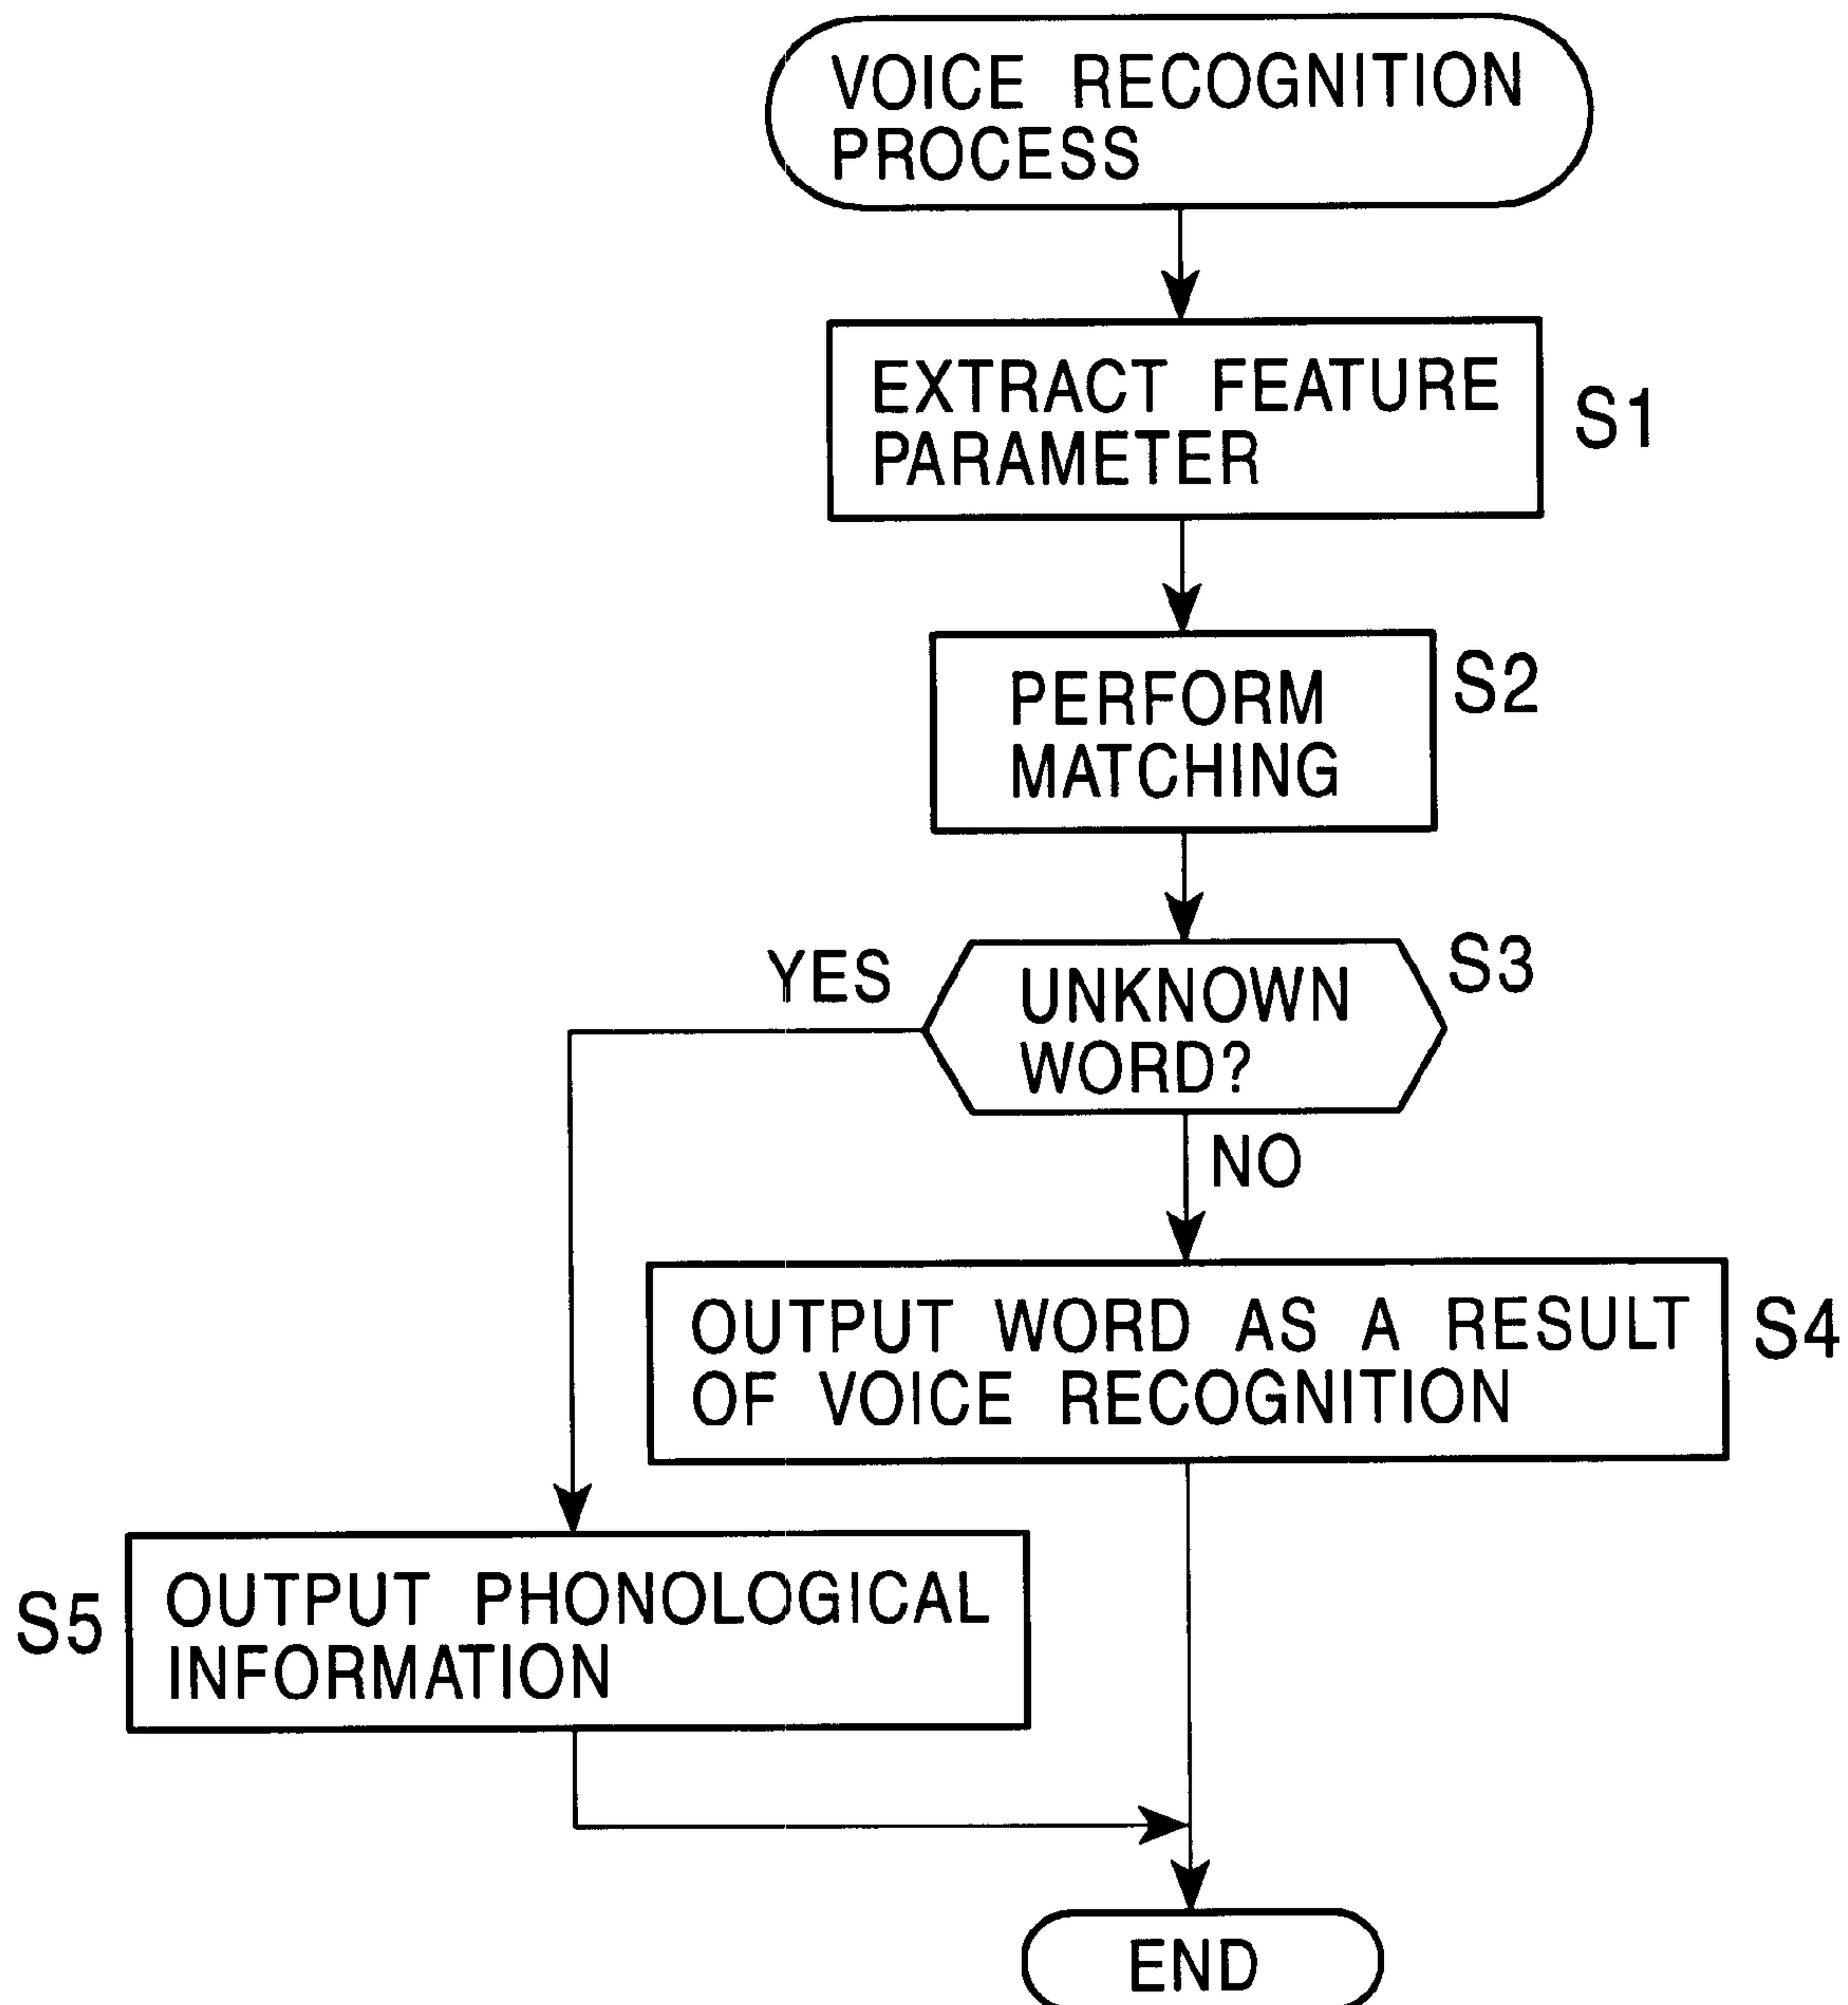 VOICE RECOGNITION
PROCESS
EXTRACT FEATURE
PARAMETER
S1
PERFORM
MATCHING
S2
YES
UNKNOWN
WORD?
S3
NO
OUTPUT WORD AS A RESULT
OF VOICE RECOGNITION
S4
S5
OUTPUT PHONOLOGICAL
INFORMATION
END